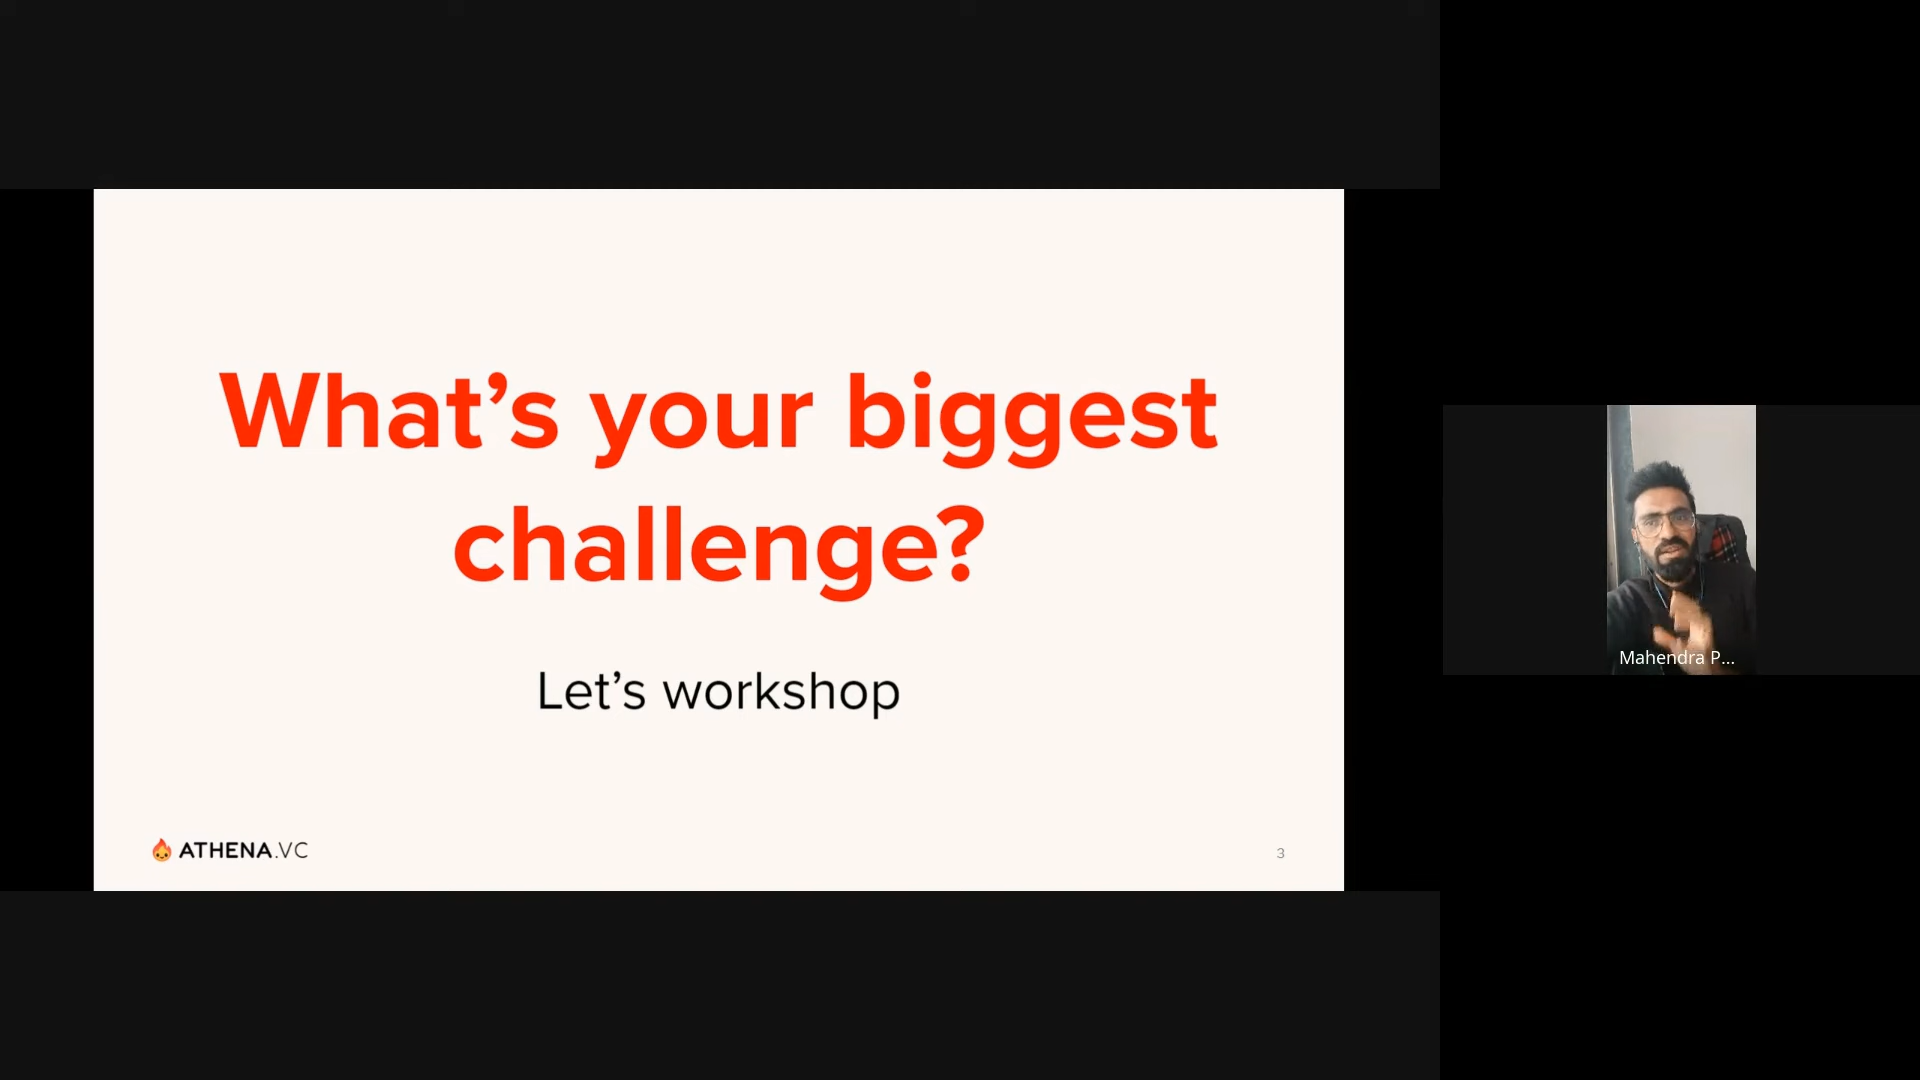 What’s your biggest
challenge?
Let’s workshop
ATHENA.VC
3
Mahendra P...